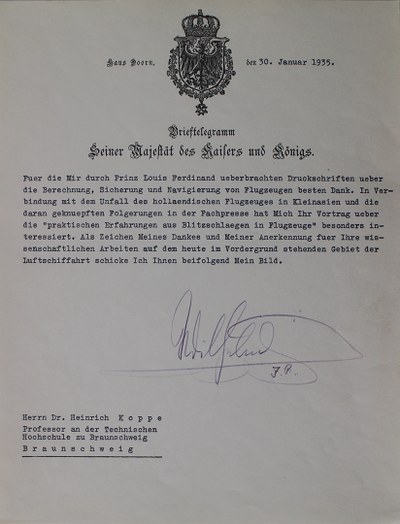 Haus Doorn, den 30. Januar 1935.
Brieftelegramm
Seiner Majestät des Kaisers und Königs.
Fuer die Mir durch Prinz Louis Ferdinand ueberbrachten Druckschriften ueber
die Berechnung, Sicherung und Navigierung von Flugzeugen besten Dank. In Ver-
bindung mit dem Unfall des hollaendischen Flugzeuges in Kleinasien und die
daran geknuepften Folgerungen in der Fachpresse hat Mich Ihr Vortrag ueber
die "praktischen Erfahrungen aus Blitzschlaegen in Flugzeuge" besonders in-
teressiert. Als Zeichen Meines Dankes und Meiner Anerkennung fuer Ihre wis-
senschaftlichen Arbeiten auf dem heute im Vordergrund stehenden Gebiet der
Luftschiffahrt schicke Ich Ihnen beifolgend Mein Bild.
Wilhelm
I.R.
Herrn Dr. Heinrich K o p p e
Professor an der Technischen
Hochschule zu Braunschweig
B r a u n s c h w e i g